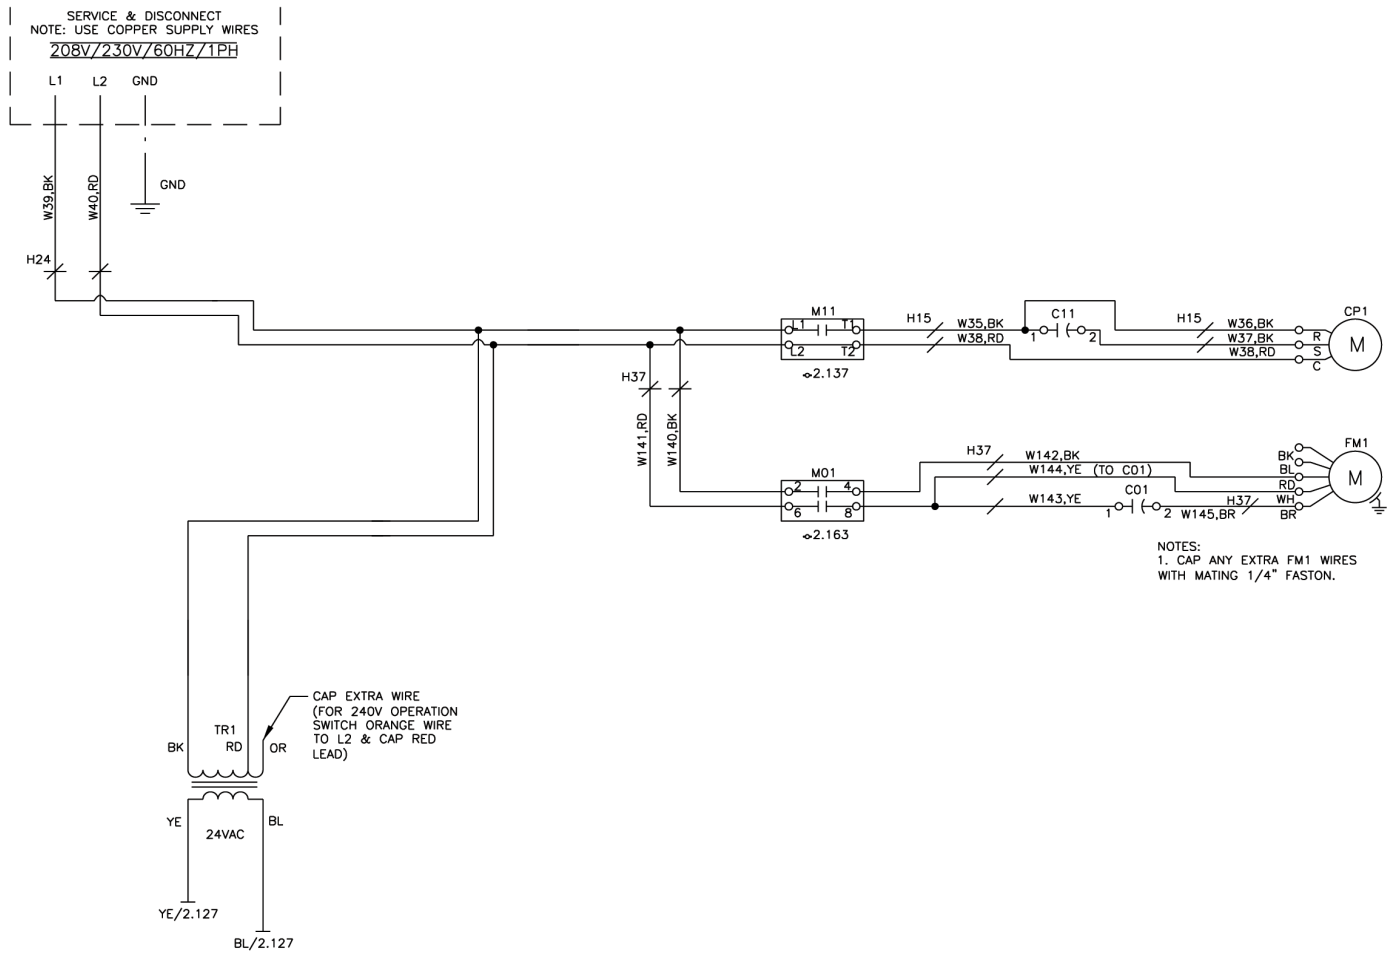 SERVICE & DISCONNECT
NOTE: USE COPPER SUPPLY WIRES
208V/230V/60HZ/1PH
L1
L2
GND
GND
W39,BK
W40,RD
H24
M11
L1
T1
L2
T2
2.137
H15
W35,BK
W38,RD
C11
1
2
H15
W36,BK
W37,BK
W38,RD
CP1
R
S
C
M
H37
W141,RD
W140,BK
M01
2
4
6
8
2.163
H37
W142,BK
W144,YE (TO C01)
W143,YE
C01
1
2
W145,BR
H37
FM1
BK
BL
RD
WH
BR
M
NOTES:
1. CAP ANY EXTRA FM1 WIRES
WITH MATING 1/4" FASTON.
CAP EXTRA WIRE
(FOR 240V OPERATION
SWITCH ORANGE WIRE
TO L2 & CAP RED
LEAD)
TR1
BK
RD
OR
YE
BL
24VAC
YE/2.127
BL/2.127